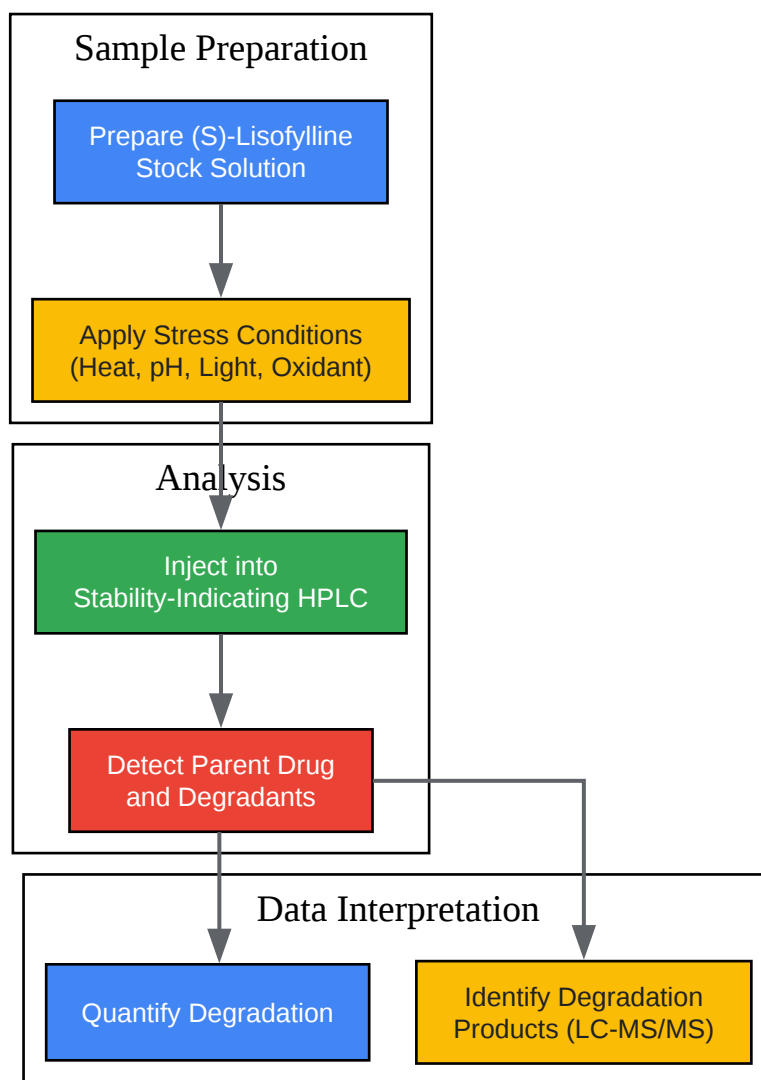 Sample Preparation
Prepare (S)-Lisofylline
Stock Solution
Apply Stress Conditions
(Heat, pH, Light, Oxidant)
Analysis
Inject into
Stability-Indicating HPLC
Detect Parent Drug
and Degradants
Data Interpretation
Quantify Degradation
Identify Degradation
Products (LC-MS/MS)